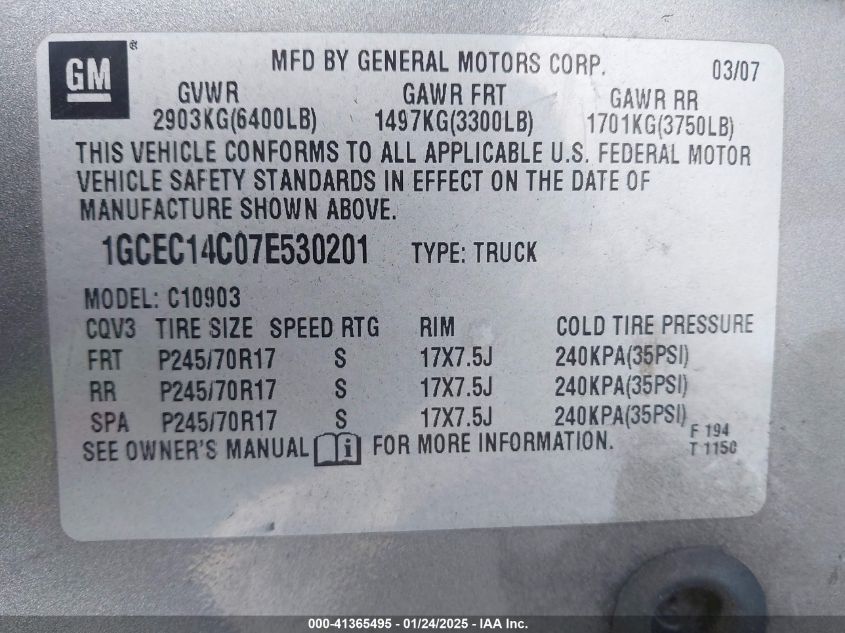 GM ®
MFD BY GENERAL MOTORS CORP. 03/07
GVWR GAWR FRT GAWR RR
2903KG(6400LB) 1497KG(3300LB) 1701KG(3750LB)
THIS VEHICLE CONFORMS TO ALL APPLICABLE U.S. FEDERAL MOTOR
VEHICLE SAFETY STANDARDS IN EFFECT ON THE DATE OF
MANUFACTURE SHOWN ABOVE.
1GCEC14C07E530201 TYPE: TRUCK
MODEL: C10903
CQV3 TIRE SIZE SPEED RTG RIM COLD TIRE PRESSURE
FRT P245/70R17 S 17X7.5J 240KPA(35PSI)
RR P245/70R17 S 17X7.5J 240KPA(35PSI)
SPA P245/70R17 S 17X7.5J 240KPA(35PSI)
SEE OWNER'S MANUAL i FOR MORE INFORMATION.
F 194
T 1150
000-41365495 - 01/24/2025 - IAA Inc.